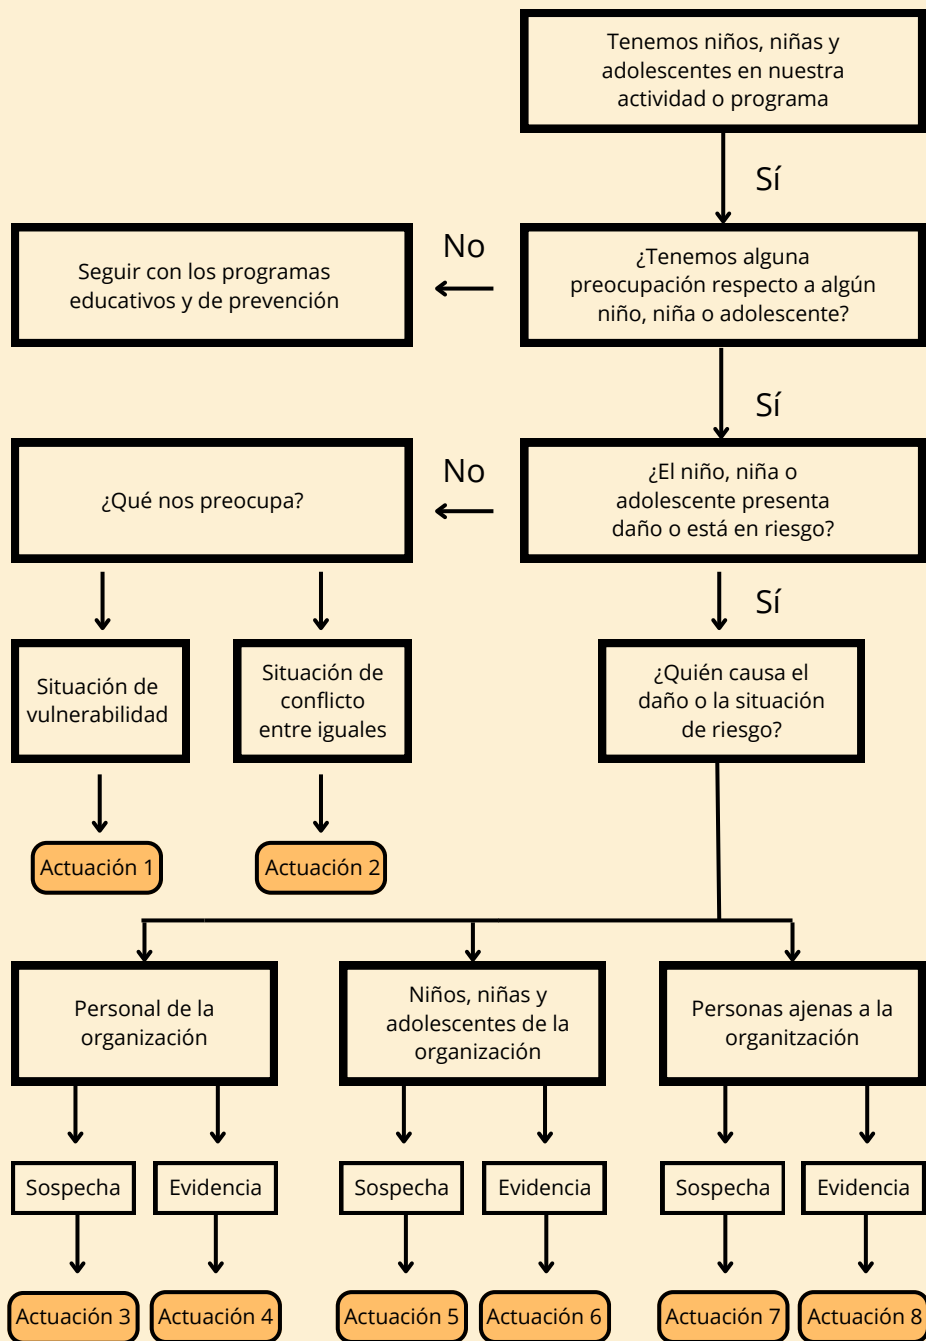 Tenemos niños, niñas y
adolescentes en nuestra
actividad o programa
Sí
No
Seguir con los programas
educativos y de prevención
¿Tenemos alguna
preocupación respecto a algún
niño, niña o adolescente?
Sí
No
¿Qué nos preocupa?
¿El niño, niña o
adolescente presenta
daño o está en riesgo?
Sí
Situación de
vulnerabilidad
Situación de
conflicto
entre iguales
¿Quién causa el
daño o la situación
de riesgo?
Actuación 1
Actuación 2
Personal de la
organización
Niños, niñas y
adolescentes de la
organización
Personas ajenas a la
organitzación
Sospecha
Evidencia
Sospecha
Evidencia
Sospecha
Evidencia
Actuación 3
Actuación 4
Actuación 5
Actuación 6
Actuación 7
Actuación 8